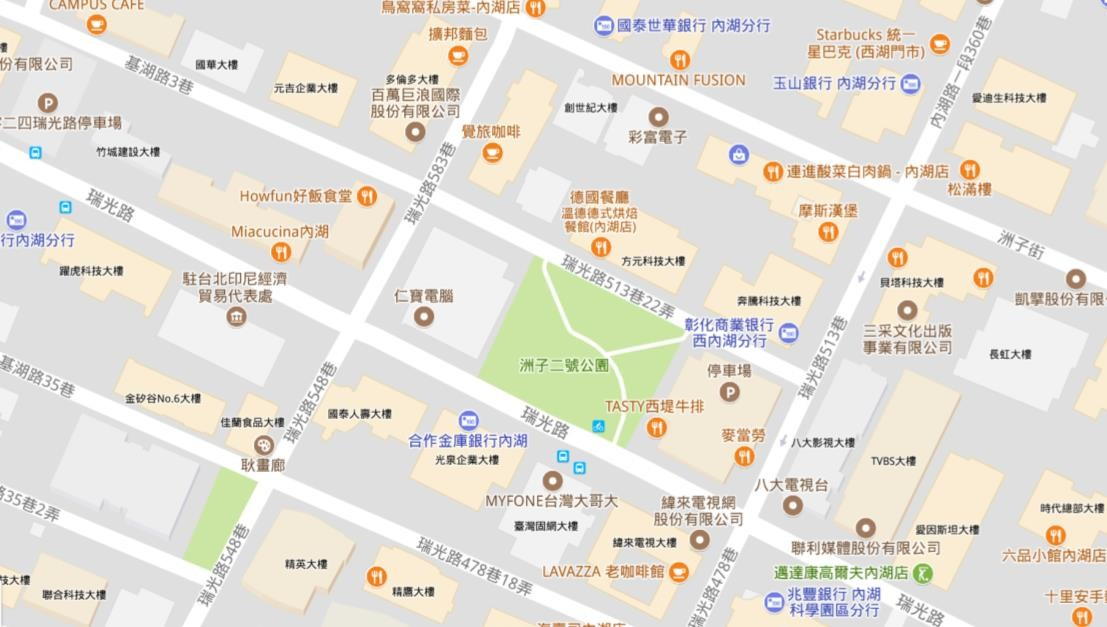 CAMPUS CAFE
鳥窩窩私房菜-內湖店
國泰世華銀行 內湖分行
擴邦麵包
Starbucks 統一
星巴克 (西湖門市)
國華大樓
份有限公司
基湖路3巷
元吉企業大樓
多倫多大樓
百萬巨浪國際
股份有限公司
MOUNTAIN FUSION
玉山銀行 內湖分行
內湖路一段360巷
愛迪生科技大樓
創世紀大樓
彩富電子
二四瑞光路停車場
竹城建設大樓
覺旅咖啡
瑞光路583巷
連進酸菜白肉鍋 - 內湖店
松滿樓
瑞光路
Howfun好飯食堂
德國餐廳
溫德德式烘焙
餐館(內湖店)
摩斯漢堡
行內湖分行
Miacucina內湖
洲子街
躍虎科技大樓
方元科技大樓
瑞光路513巷22弄
駐台北印尼經濟
貿易代表處
仁寶電腦
奔騰科技大樓
貝塔科技大樓
凱擘股份有限
彰化商業银行
西內湖分行
三采文化出版
事業有限公司
長虹大樓
瑞光路513巷
洲子二號公園
停車場
基湖路35巷
金矽谷No.6大樓
瑞光路548巷
國泰人壽大樓
TASTY西堤牛排
佳蘭食品大樓
瑞光路
合作金庫銀行內湖
光泉企業大樓
麥當勞
八大影視大樓
TVBS大樓
耿畫廊
MYFONE台灣大哥大
八大電視台
35巷2弄
緯來電視網
股份有限公司
臺灣固網大樓
緯來電視大樓
愛因斯坦大樓
時代總部大樓
聯利媒體股份有限公司
六品小館內湖店
瑞光路548巷
精英大樓
瑞光路478巷18弄
LAVAZZA 老咖啡館
邁達康高爾夫內湖店
瑞光路478巷
聯合科技大樓
精鷹大樓
兆豐銀行 內湖
科學園區分行
瑞光路
十里安手